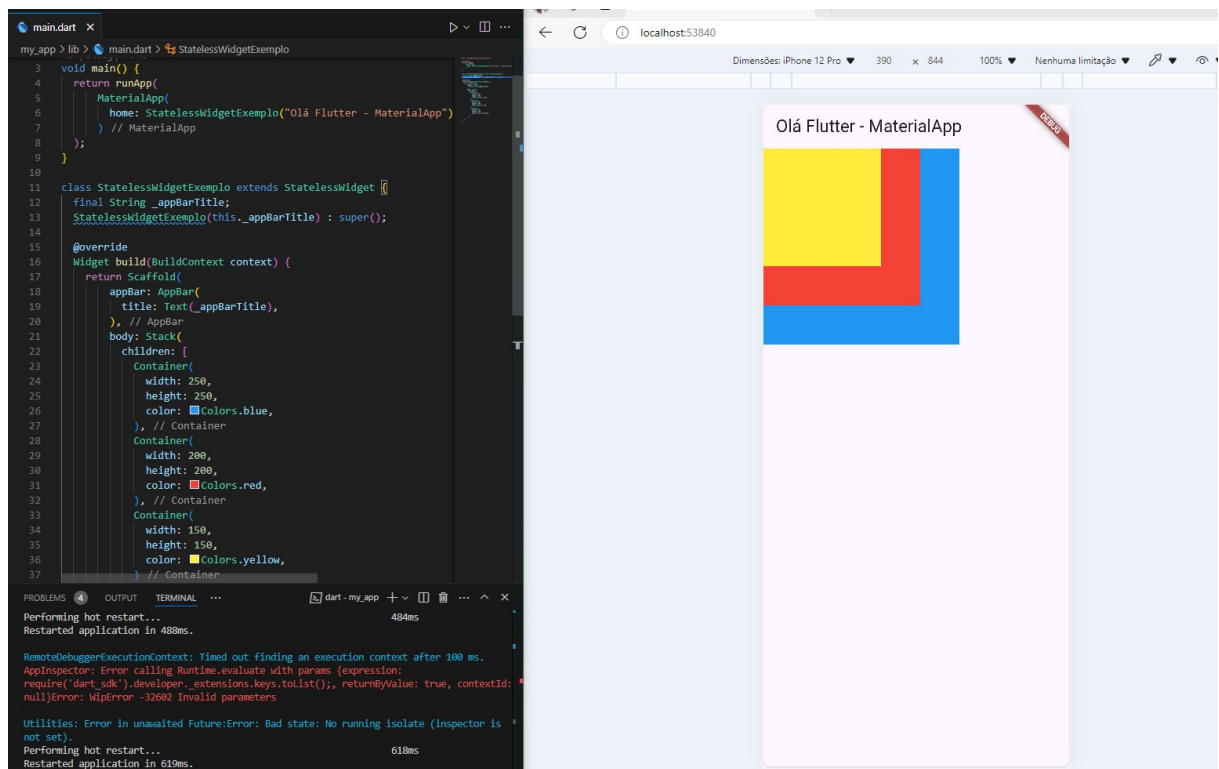 main.dart
my_app > lib > main.dart > StatelessWidgetExemplo
3 void main() {
4 return runApp(
5 MaterialApp(
6 home: StatelessWidgetExemplo("Olá Flutter - MaterialApp")
7 ) // MaterialApp
8 );
9 }
10
11 class StatelessWidgetExemplo extends StatelessWidget {
12 final String _appBarTitle;
13 StatelessWidgetExemplo(this._appBarTitle) : super();
14
15 @override
16 Widget build(BuildContext context) {
17 return Scaffold(
18 appBar: AppBar(
19 title: Text(_appBarTitle),
20 ), // AppBar
21 body: Stack(
22 children: [
23 Container(
24 width: 250,
25 height: 250,
26 color: Colors.blue,
27 ), // Container
28 Container(
29 width: 200,
30 height: 200,
31 color: Colors.red,
32 ), // Container
33 Container(
34 width: 150,
35 height: 150,
36 color: Colors.yellow,
37 ) // Container
PROBLEMS 4 OUTPUT TERMINAL ··· dart - my_app
Performing hot restart... 484ms
Restarted application in 488ms.
RemoteDebuggerExecutionContext: Timed out finding an execution context after 100 ms.
AppInspector: Error calling Runtime.evaluate with params {expression:
require('dart_sdk').developer._extensions.keys.toList();, returnByValue: true, contextId:
null}Error: WipError -32602 Invalid parameters
Utilities: Error in unawaited Future:Error: Bad state: No running isolate (inspector is
not set).
Performing hot restart... 618ms
Restarted application in 619ms.
localhost:53840
Dimensões: iPhone 12 Pro 390 x 844 100% Nenhuma limitação
Olá Flutter - MaterialApp
DEBUG